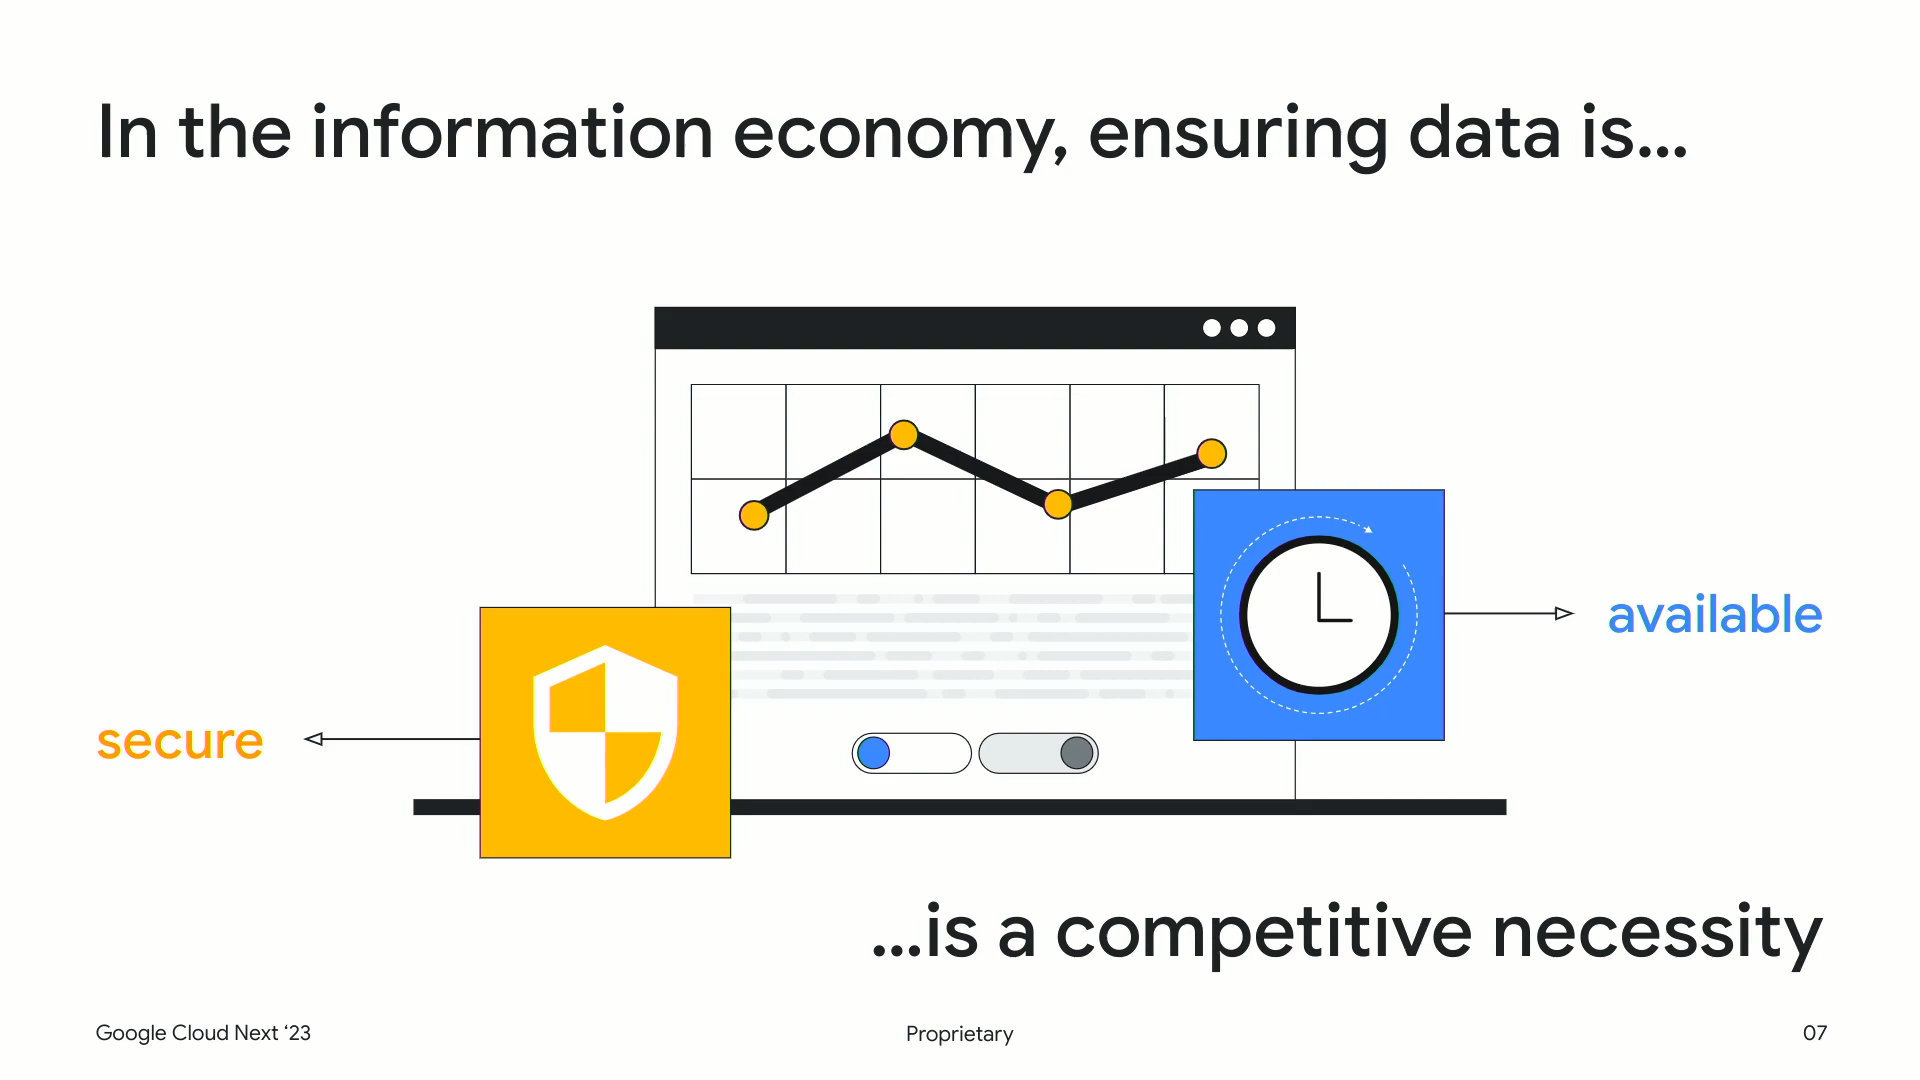 In the information economy, ensuring data is...
available
secure
...is a competitive necessity
Google Cloud Next ‘23
Proprietary
07